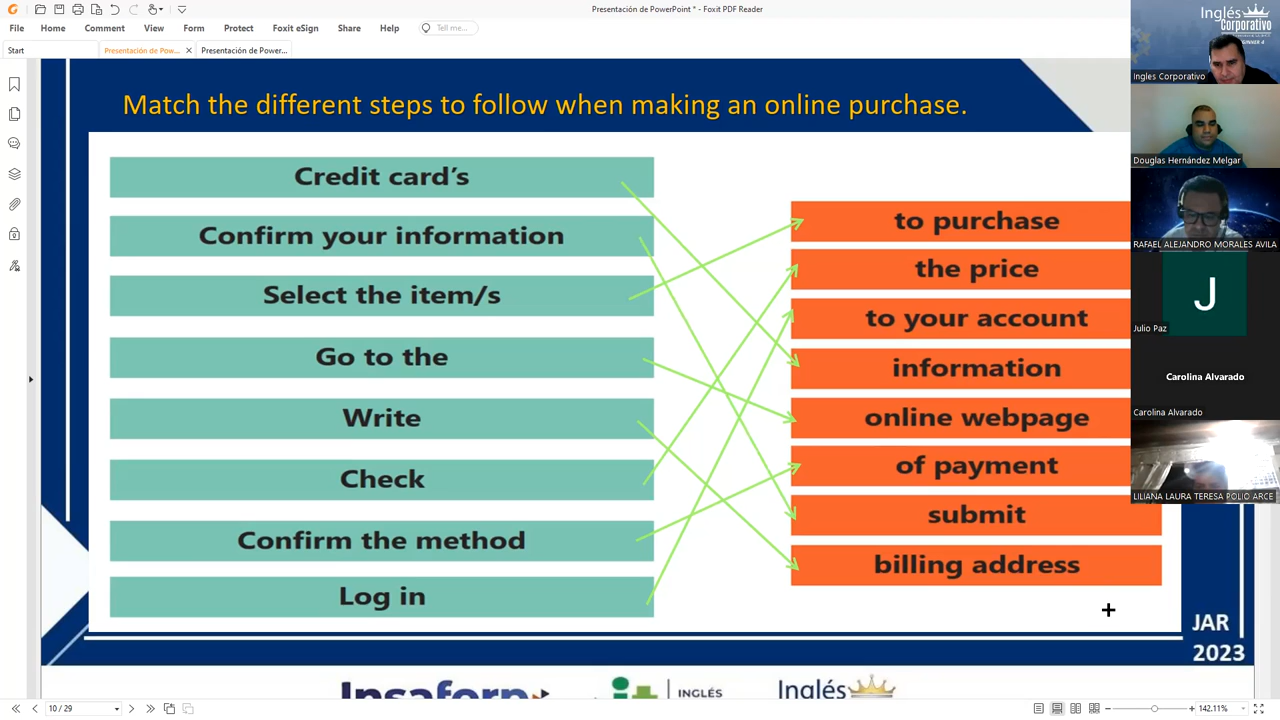 Presentación de PowerPoint * - Foxit PDF Reader
File Home Comment View Form Protect Foxit eSign Share Help Tell me...
Start Presentación de Pow... Presentación de Power...
Match the different steps to follow when making an online purchase.
Credit card's
Confirm your information
Select the item/s
Go to the
Write
Check
Confirm the method
Log in
to purchase
the price
to your account
information
online webpage
of payment
submit
billing address
JAR
2023
Insaforp
INGLÉS
Inglés
Inglés
Corporativo
Ingles Corporativo
Douglas Hernández Melgar
RAFAEL ALEJANDRO MORALES AVILA
J
Julio Paz
Carolina Alvarado
Carolina Alvarado
LILIANA LAURA TERESA POLIO ARCE
10 / 29
142.11%